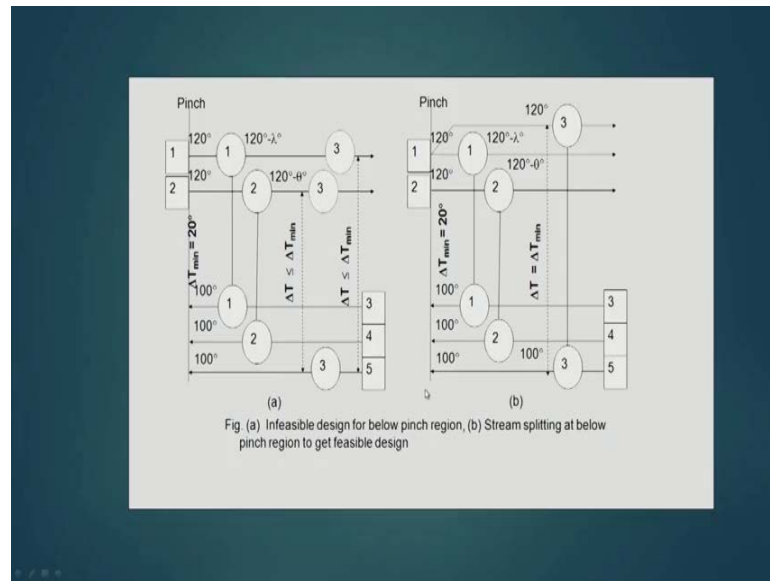 Pinch
120° 120°-λ°
1 1 3
120° 120°-θ°
2 2 3
ΔTmin = 20°
ΔT ≤ ΔTmin
ΔT ≤ ΔTmin
100°
1 3
100°
2 4
100°
3 5
(a)
Pinch
120°
3
120° 120°-λ°
1 1
120° 120°-θ°
2 2
ΔTmin = 20°
ΔT = ΔTmin
100°
1 3
100°
2 4
100° 100°
3 5
(b)
Fig. (a) Infeasible design for below pinch region, (b) Stream splitting at below
pinch region to get feasible design